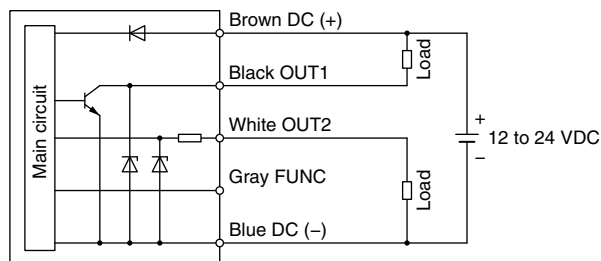 Brown DC (+)
Load
Black OUT1
Main circuit
White OUT2
+
12 to 24 VDC
−
Gray FUNC
Load
Blue DC (−)